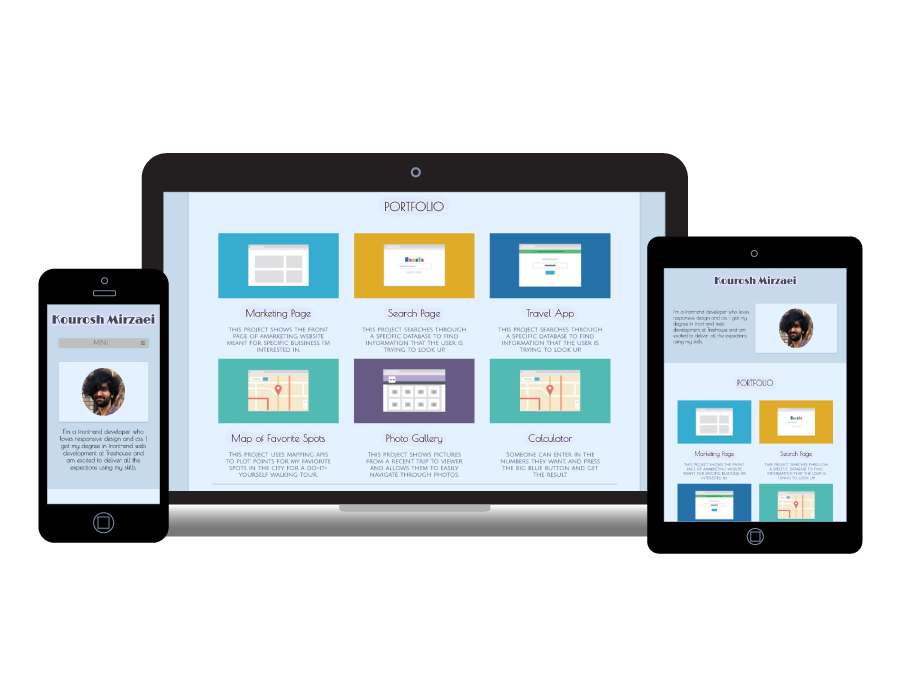 PORTFOLIO
Marketing Page
THIS PROJECT SHOWS THE FRONT
PAGE OF AMARKETING WEBSITE
MEANT FOR SPECIFIC BUISINESS I'M
INTERESTED IN.
Search Page
THIS PROJECT SEARCHES THROUGH
A SPECIFIC DATABASE TO FIND
INFORMATION THAT THE USER IS
TRYING TO LOOK UP
Travel App
THIS PROJECT SEARCHES THROUGH
A SPECIFIC DATABASE TO FIND
INFORMATION THAT THE USER IS
TRYING TO LOOK UP
Map of Favorite Spots
THIS PROJECT USES MAPPING APIS
TO PLOT POINTS FOR MY FAVIORITE
SPOTS IN THE CITY FOR A DO-IT-
YOURSELF WALKING TOUR.
Photo Gallery
THIS PROJECT SHOWS PICTURES
FROM A RECENT TRIP TO VIEWER
AND ALLOWS THEM TO EASILY
NAVIGATE THROUGH PHOTOS.
Calculator
SOMEONE CAN ENTER IN THE
NUMBERS THEY WANT, AND PRESS
THE BIG BLUE BUTTON AND GET
THE RESULT.
Kourosh Mirzaei
MENU
I'm a front-end developer who
loves responsive design and css. I
got my degree in front-end web
development at Treehouse and
am excited to deliver all the
expections using my skills.
Kourosh Mirzaei
I'm a front-end developer who loves
responsive design and css. I got my
degree in front-end web
development at Treehouse and am
excited to deliver all the expections
using my skills.
PORTFOLIO
Marketing Page
THIS PROJECT SHOWS THE FRONT
PAGE OF AMARKETING WEBSITE
MEANT FOR SPECIFIC BUISINESS I'M
INTERESTED IN.
Search Page
THIS PROJECT SEARCHES THROUGH
A SPECIFIC DATABASE TO FIND
INFORMATION THAT THE USER IS
TRYING TO LOOK UP